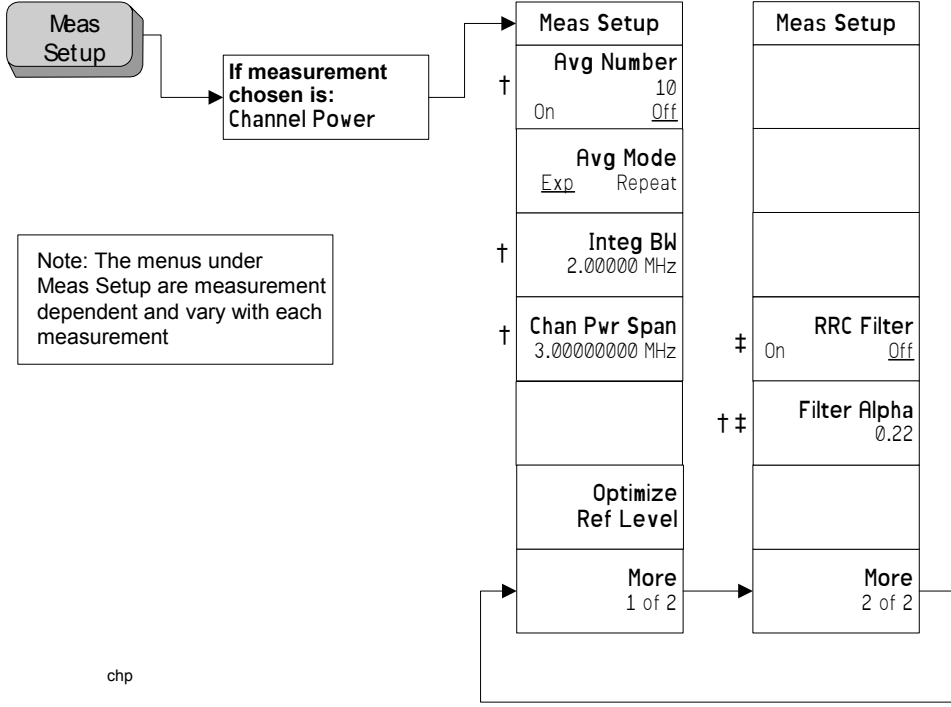 Meas
Setup
If measurement
chosen is:
Channel Power
Note: The menus under
Meas Setup are measurement
dependent and vary with each
measurement
chp
Meas Setup
† Avg Number
10
On Off
Avg Mode
Exp Repeat
† Integ BW
2.00000 MHz
† Chan Pwr Span
3.00000000 MHz
Optimize
Ref Level
More
1 of 2
Meas Setup
‡ RRC Filter
On Off
† ‡ Filter Alpha
0.22
More
2 of 2